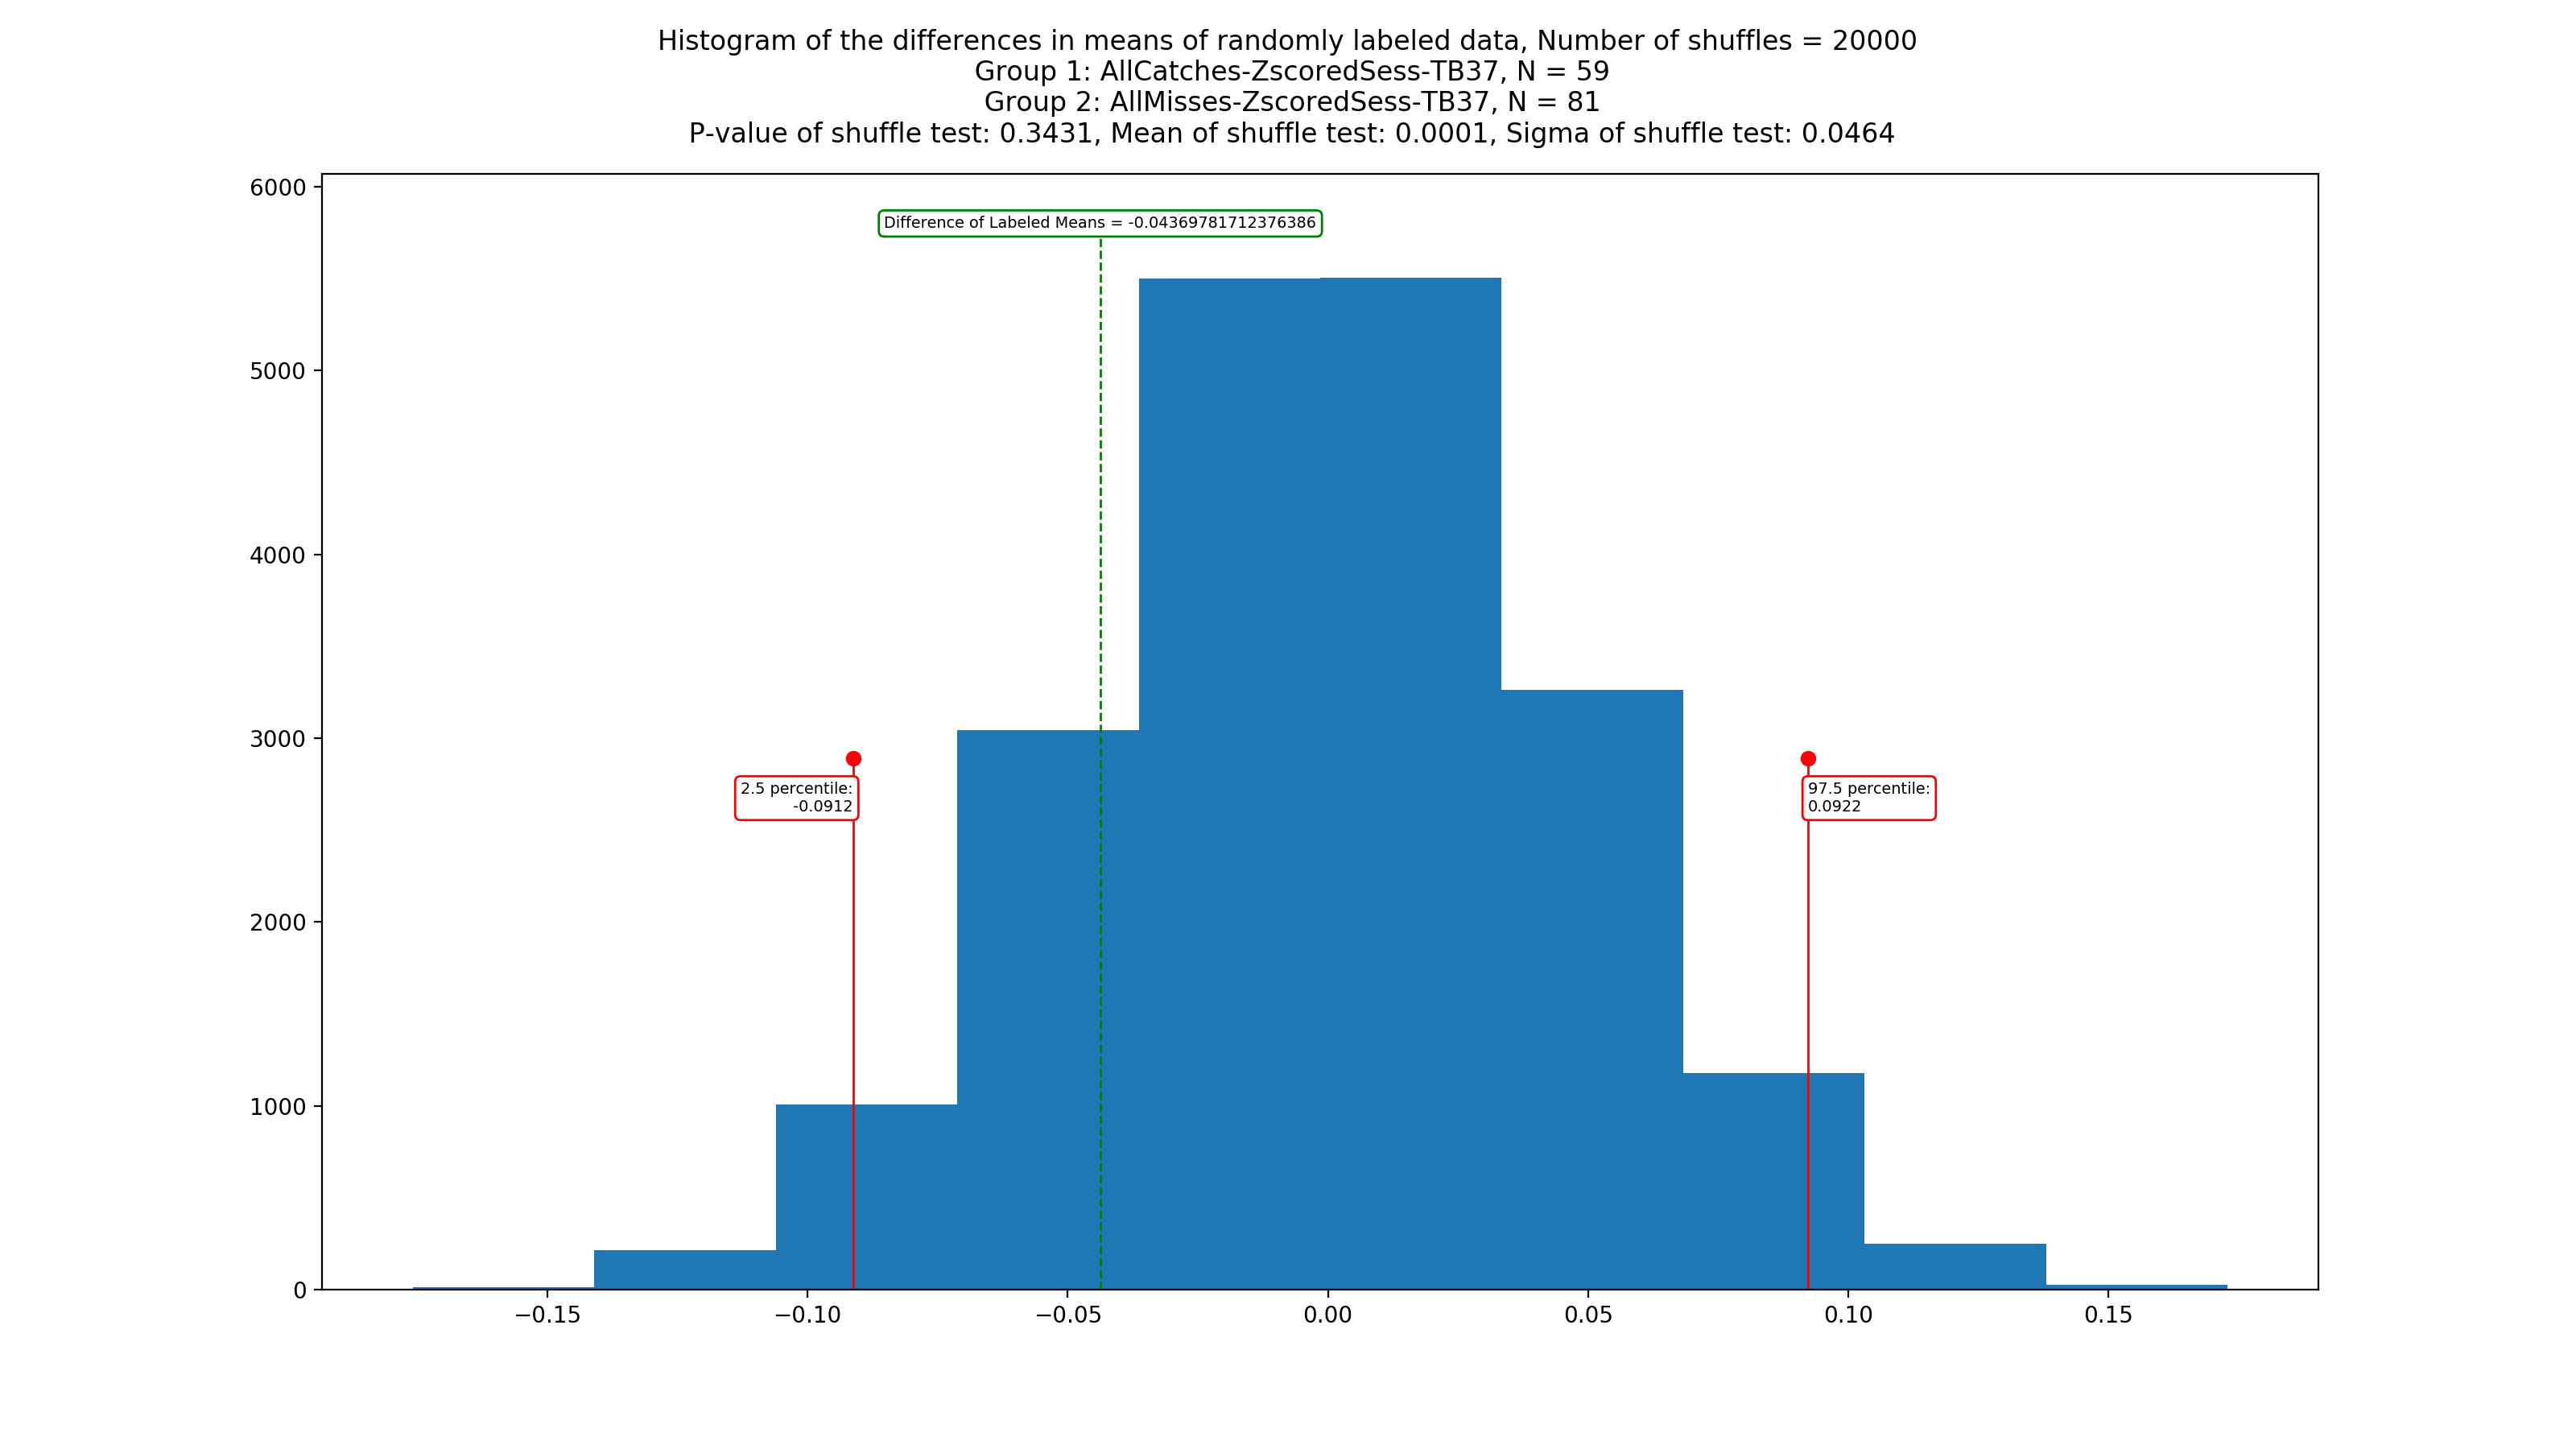 Histogram of the differences in means of randomly labeled data, Number of shuffles = 20000
Group 1: AllCatches-ZscoredSess-TB37, N = 59
Group 2: AllMisses-ZscoredSess-TB37, N = 81
P-value of shuffle test: 0.3431, Mean of shuffle test: 0.0001, Sigma of shuffle test: 0.0464
6000
Difference of Labeled Means = -0.04369781712376386
5000
4000
3000
2.5 percentile:
-0.0912
97.5 percentile:
0.0922
2000
1000
0
−0.15
−0.10
−0.05
0.00
0.05
0.10
0.15